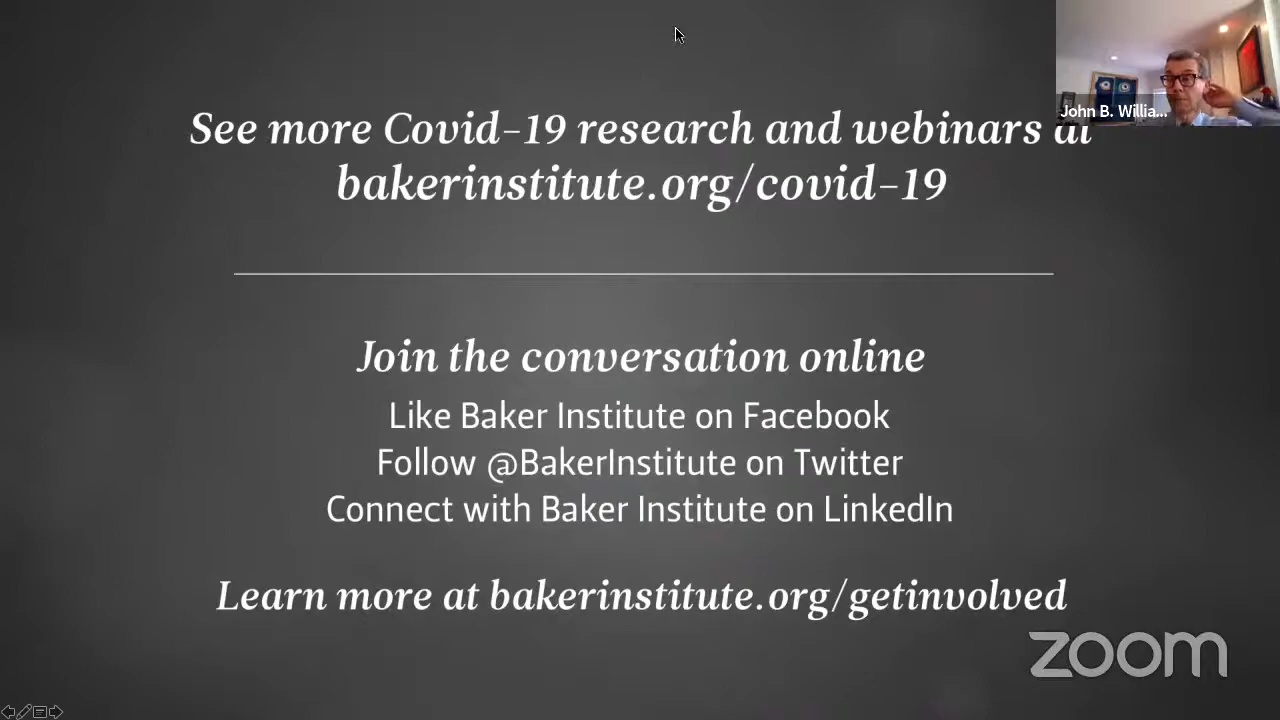 See more Covid-19 research and webinars at
bakerinstitute.org/covid-19
John B. Willia...
Join the conversation online
Like Baker Institute on Facebook
Follow @BakerInstitute on Twitter
Connect with Baker Institute on LinkedIn
Learn more at bakerinstitute.org/getinvolved
zoom